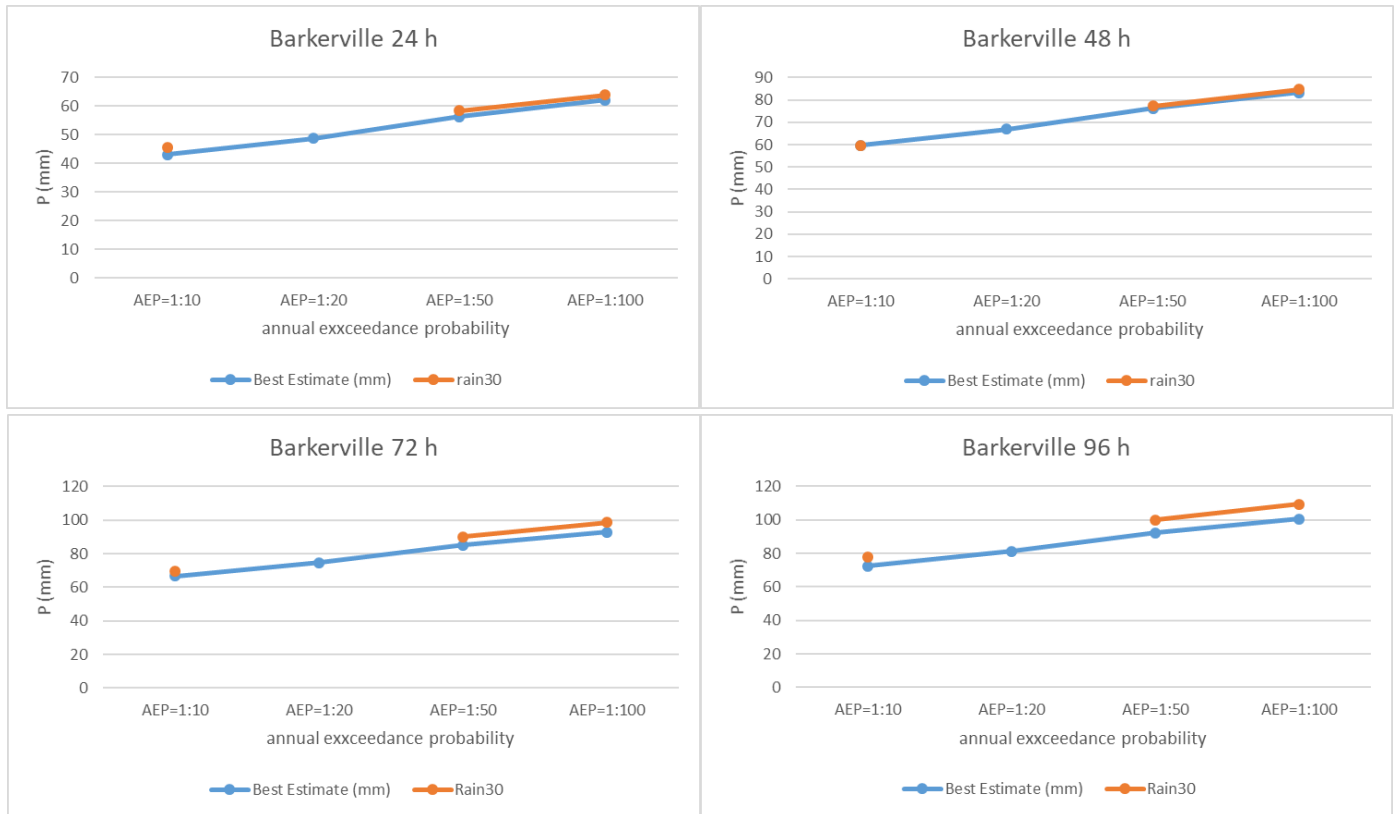 Barkerville 24 h
P (mm)
70
60
50
40
30
20
10
0
AEP=1:10 AEP=1:20 AEP=1:50 AEP=1:100
annual exxceedance probability
Best Estimate (mm) rain30
Barkerville 48 h
P (mm)
90
80
70
60
50
40
30
20
10
0
AEP=1:10 AEP=1:20 AEP=1:50 AEP=1:100
annual exxceedance probability
Best Estimate (mm) rain30
Barkerville 72 h
P (mm)
120
100
80
60
40
20
0
AEP=1:10 AEP=1:20 AEP=1:50 AEP=1:100
annual exxceedance probability
Best Estimate (mm) Rain30
Barkerville 96 h
P (mm)
120
100
80
60
40
20
0
AEP=1:10 AEP=1:20 AEP=1:50 AEP=1:100
annual exxceedance probability
Best Estimate (mm) Rain30